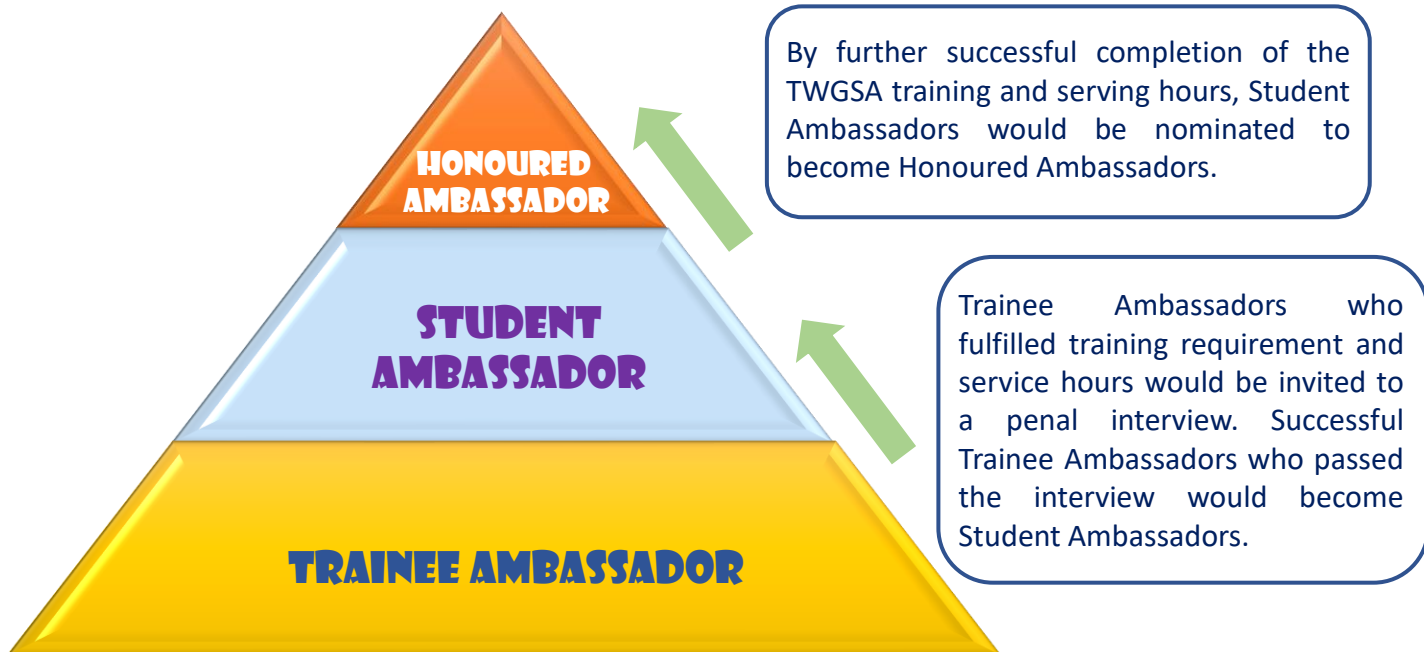 By further successful completion of the
TWGSA training and serving hours, Student
Ambassadors would be nominated to
become Honoured Ambassadors.
HONOURED
AMBASSADOR
STUDENT
AMBASSADOR
Trainee Ambassadors who
fulfilled training requirement and
service hours would be invited to
a penal interview. Successful
Trainee Ambassadors who passed
the interview would become
Student Ambassadors.
TRAINEE AMBASSADOR